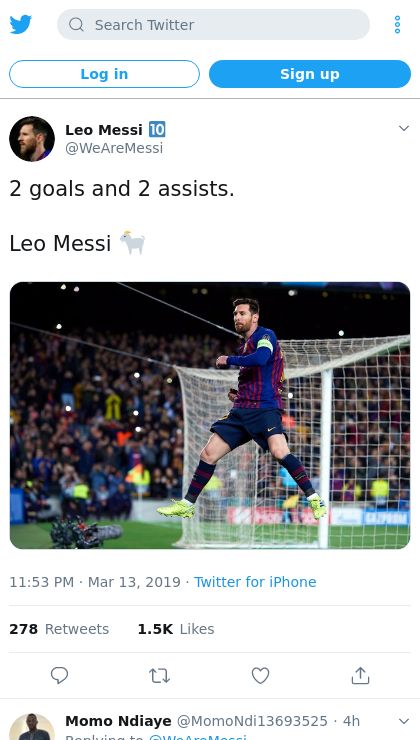 Search Twitter
Log in
Sign up
Leo Messi 🔟
@WeAreMessi
2 goals and 2 assists.
Leo Messi 🐐
GAZPROM
11:53 PM · Mar 13, 2019 · Twitter for iPhone
278 Retweets 1.5K Likes
Momo Ndiaye @MomoNdi13693525 · 4h
Replying to @WeAreMessi